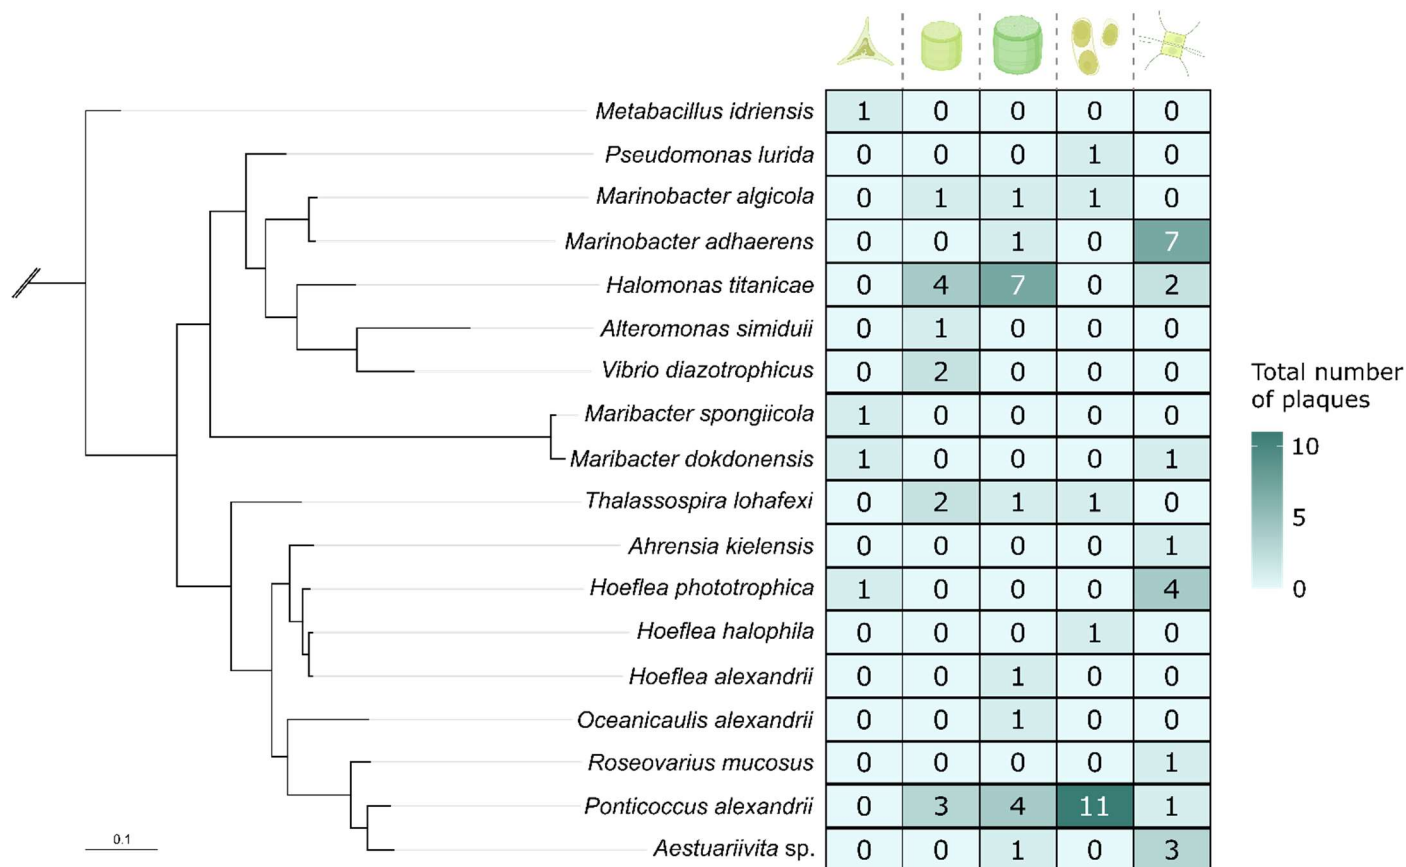 Metabacillus idriensis 1 0 0 0 0
Pseudomonas lurida 0 0 0 1 0
Marinobacter algicola 0 1 1 1 0
Marinobacter adhaerens 0 0 1 0 7
Halomonas titanicae 0 4 7 0 2
Alteromonas simiduii 0 1 0 0 0
Vibrio diazotrophicus 0 2 0 0 0
Maribacter spongiicola 1 0 0 0 0
Maribacter dokdonensis 1 0 0 0 1
Thalassospira lohafexi 0 2 1 1 0
Ahrensia kielensis 0 0 0 0 1
Hoeflea phototrophica 1 0 0 0 4
Hoeflea halophila 0 0 0 1 0
Hoeflea alexandrii 0 0 1 0 0
Oceanicaulis alexandrii 0 0 1 0 0
Roseovarius mucosus 0 0 0 0 1
Ponticoccus alexandrii 0 3 4 11 1
Aestuariivita sp. 0 0 1 0 3
0.1
Total number
of plaques
10
5
0